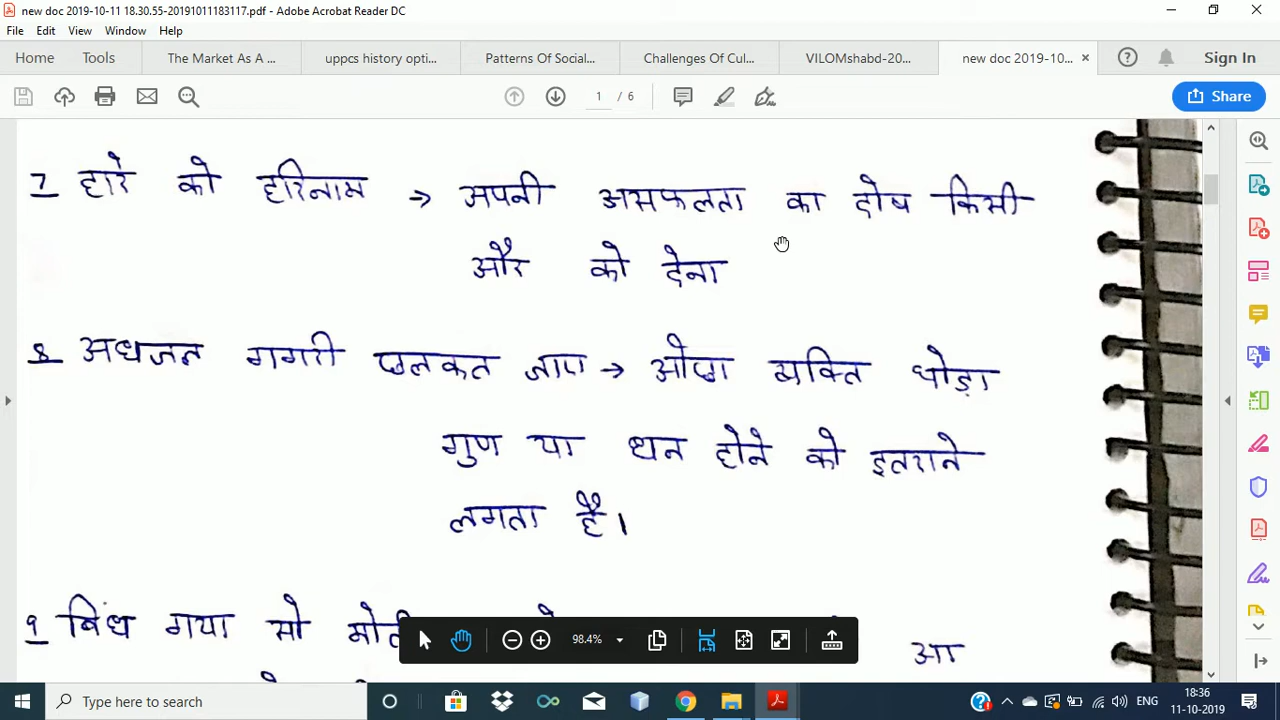 new doc 2019-10-11 18.30.55-20191011183117.pdf - Adobe Acrobat Reader DC
File Edit View Window Help
Home Tools The Market As A ... uppcs history opti... Patterns Of Social... Challenges Of Cul... VILOMshabd-20... new doc 2019-10... × Sign In
1 / 6 Share
7 हारे को हरिनाम → अपनी असफलता का दोष किसी
और को देना
8 अधजत गगरी छलकत जाए → ओछा व्यक्ति थोड़ा
गुण या धन होने को इतराने
लगता है।
9 बिंध गया सो
आ
98.4%
Type here to search
ENG
18:36
11-10-2019